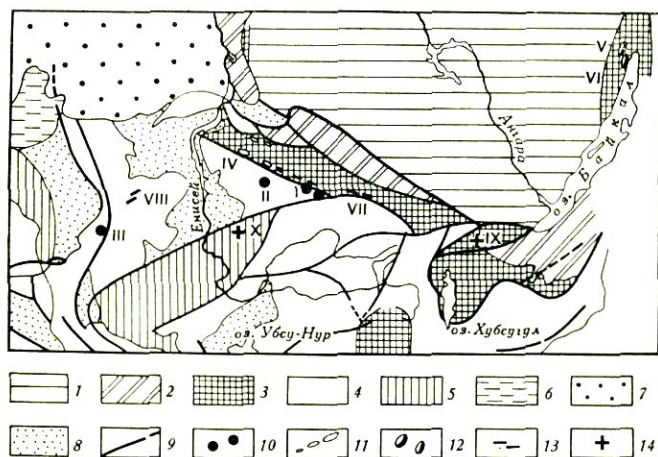 V
VI
Ангара
оз. Байкал
IV
I
II
VII
VIII
Енисей
III
X
IX
оз. Убсу-Нур
оз. Хубсугул
1 2 3 4 5 6 7
8 9 10 11 12 13 14